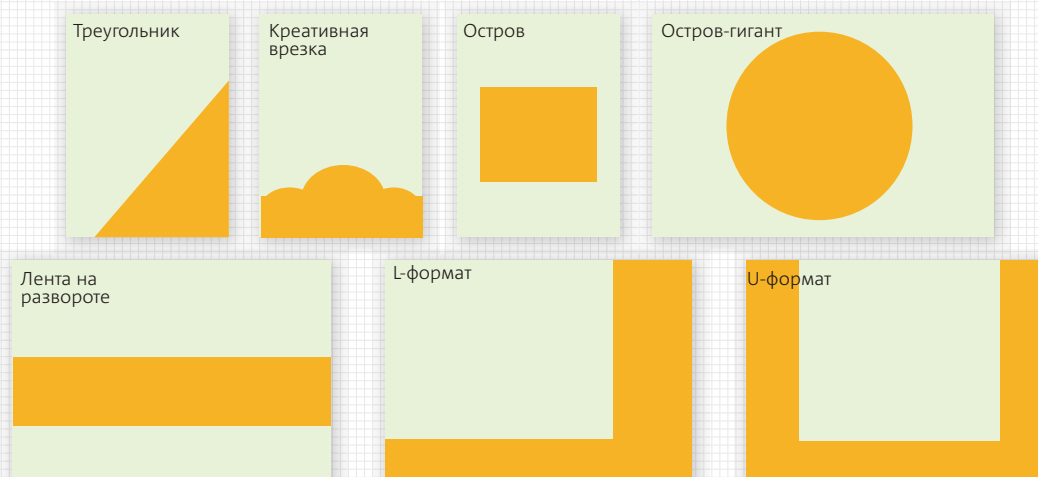 Треугольник
Креативная
врезка
Остров
Остров-гигант
Лента на
развороте
L-формат
U-формат